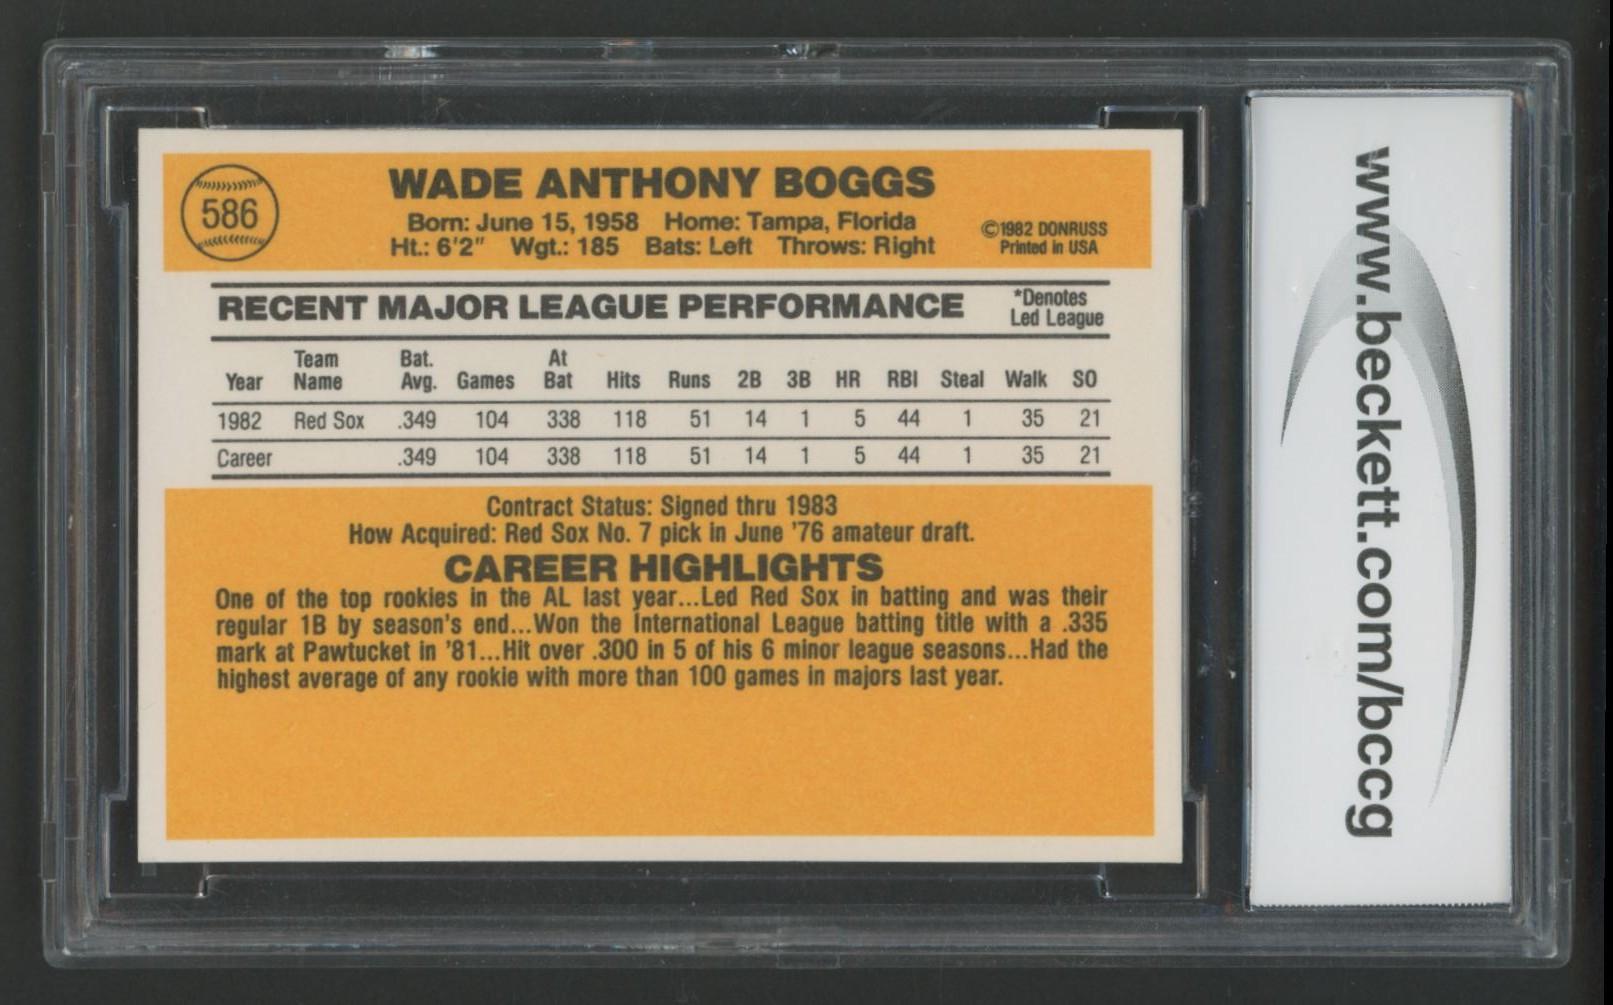 586
WADE ANTHONY BOGGS
Born: June 15, 1958 Home: Tampa, Florida
Ht.: 6'2" Wgt.: 185 Bats: Left Throws: Right
©1982 DONRUSS
Printed in USA
RECENT MAJOR LEAGUE PERFORMANCE
*Denotes
Led League
Year Team Name Bat. Avg. Games At Bat Hits Runs 2B 3B HR RBI Steal Walk SO
1982 Red Sox .349 104 338 118 51 14 1 5 44 1 35 21
Career .349 104 338 118 51 14 1 5 44 1 35 21
Contract Status: Signed thru 1983
How Acquired: Red Sox No. 7 pick in June '76 amateur draft.
CAREER HIGHLIGHTS
One of the top rookies in the AL last year...Led Red Sox in batting and was their
regular 1B by season's end...Won the International League batting title with a .335
mark at Pawtucket in '81...Hit over .300 in 5 of his 6 minor league seasons...Had the
highest average of any rookie with more than 100 games in majors last year.
www.beckett.com/bccg